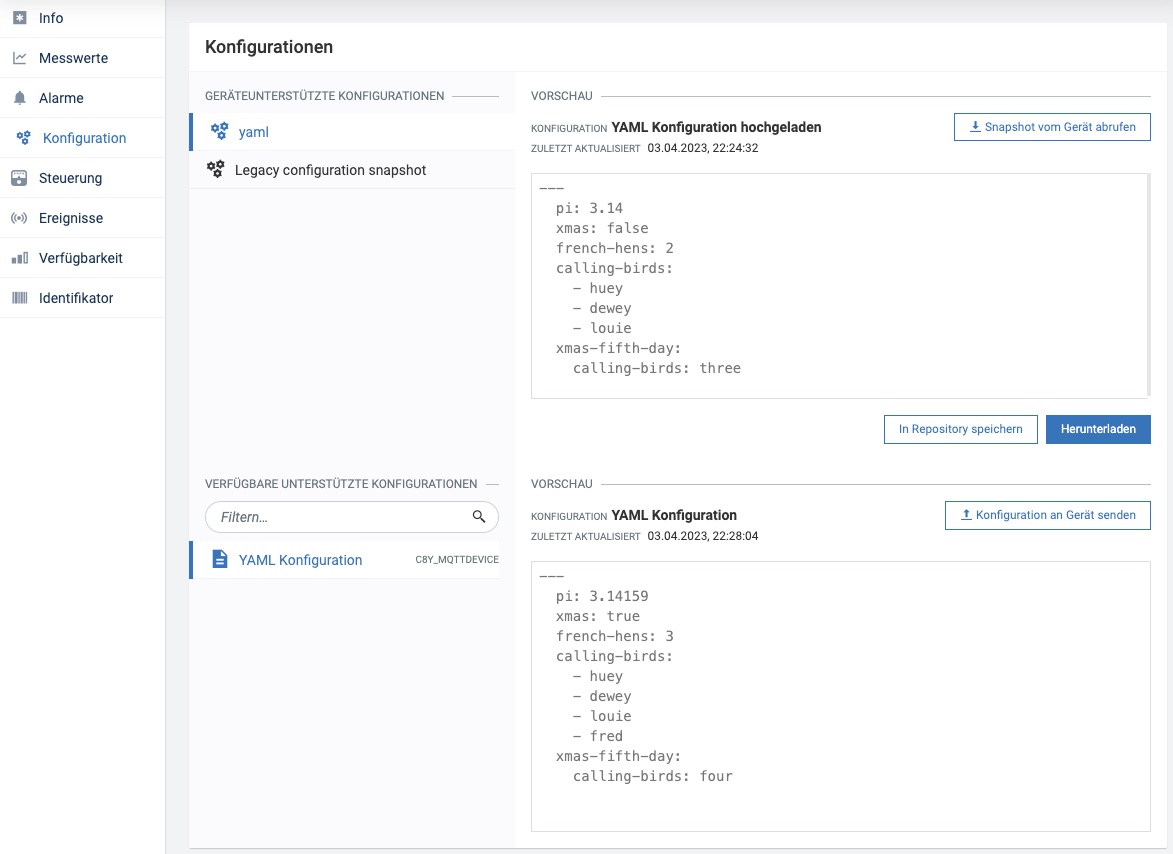 Info
Messwerte
Alarme
Konfiguration
Steuerung
Ereignisse
Verfügbarkeit
Identifikator
Konfigurationen
GERÄTEUNTERSTÜTZTE KONFIGURATIONEN
yaml
Legacy configuration snapshot
VORSCHAU
KONFIGURATION YAML Konfiguration hochgeladen
ZULETZT AKTUALISIERT 03.04.2023, 22:24:32
Snapshot vom Gerät abrufen
---
  pi: 3.14
  xmas: false
  french-hens: 2
  calling-birds:
    - huey
    - dewey
    - louie
  xmas-fifth-day:
    calling-birds: three
In Repository speichern
Herunterladen
VERFÜGBARE UNTERSTÜTZTE KONFIGURATIONEN
Filtern...
YAML Konfiguration C8Y_MQTTDEVICE
VORSCHAU
KONFIGURATION YAML Konfiguration
ZULETZT AKTUALISIERT 03.04.2023, 22:28:04
Konfiguration an Gerät senden
---
  pi: 3.14159
  xmas: true
  french-hens: 3
  calling-birds:
    - huey
    - dewey
    - louie
    - fred
  xmas-fifth-day:
    calling-birds: four